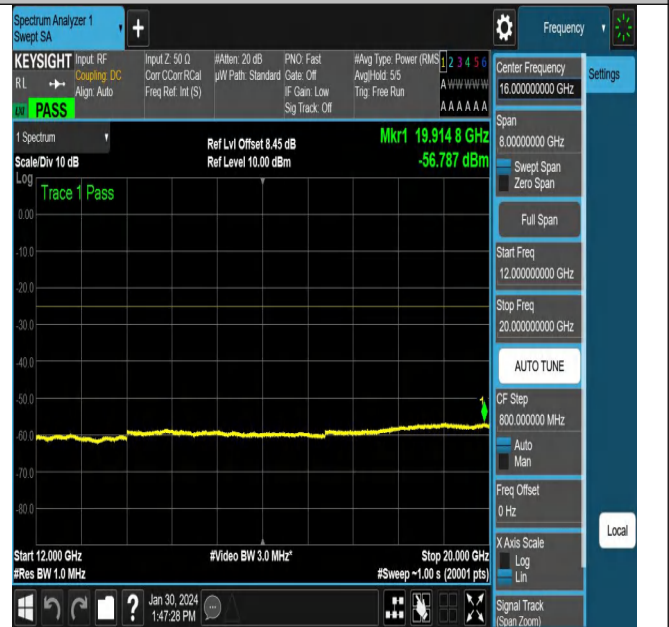 Spectrum Analyzer 1
Swept SA
+
Frequency
KEYSIGHT
RL
PASS
Input: RF
Coupling: DC
Align: Auto
Input Z: 50 Ω
Corr CCorr RCal
Freq Ref: Int (S)
#Atten: 20 dB
µW Path: Standard
PNO: Fast
Gate: Off
IF Gain: Low
Sig Track: Off
#Avg Type: Power (RMS
Avg|Hold: 5/5
Trig: Free Run
1 2 3 4 5 6
A W W W W W
A A A A A A
1 Spectrum
Scale/Div 10 dB
Log
Ref Lvl Offset 8.45 dB
Ref Level 10.00 dBm
Mkr1 19.914 8 GHz
-56.787 dBm
Trace 1 Pass
0.00
-10.0
-20.0
-30.0
-40.0
-50.0
-60.0
-70.0
-80.0
1
Start 12.000 GHz
#Res BW 1.0 MHz
#Video BW 3.0 MHz*
Stop 20.000 GHz
#Sweep ~1.00 s (20001 pts)
Jan 30, 2024
1:47:28 PM
Center Frequency
16.000000000 GHz
Settings
Span
8.00000000 GHz
Swept Span
Zero Span
Full Span
Start Freq
12.000000000 GHz
Stop Freq
20.000000000 GHz
AUTO TUNE
CF Step
800.000000 MHz
Auto
Man
Freq Offset
0 Hz
X Axis Scale
Log
Lin
Local
Signal Track
(Span Zoom)